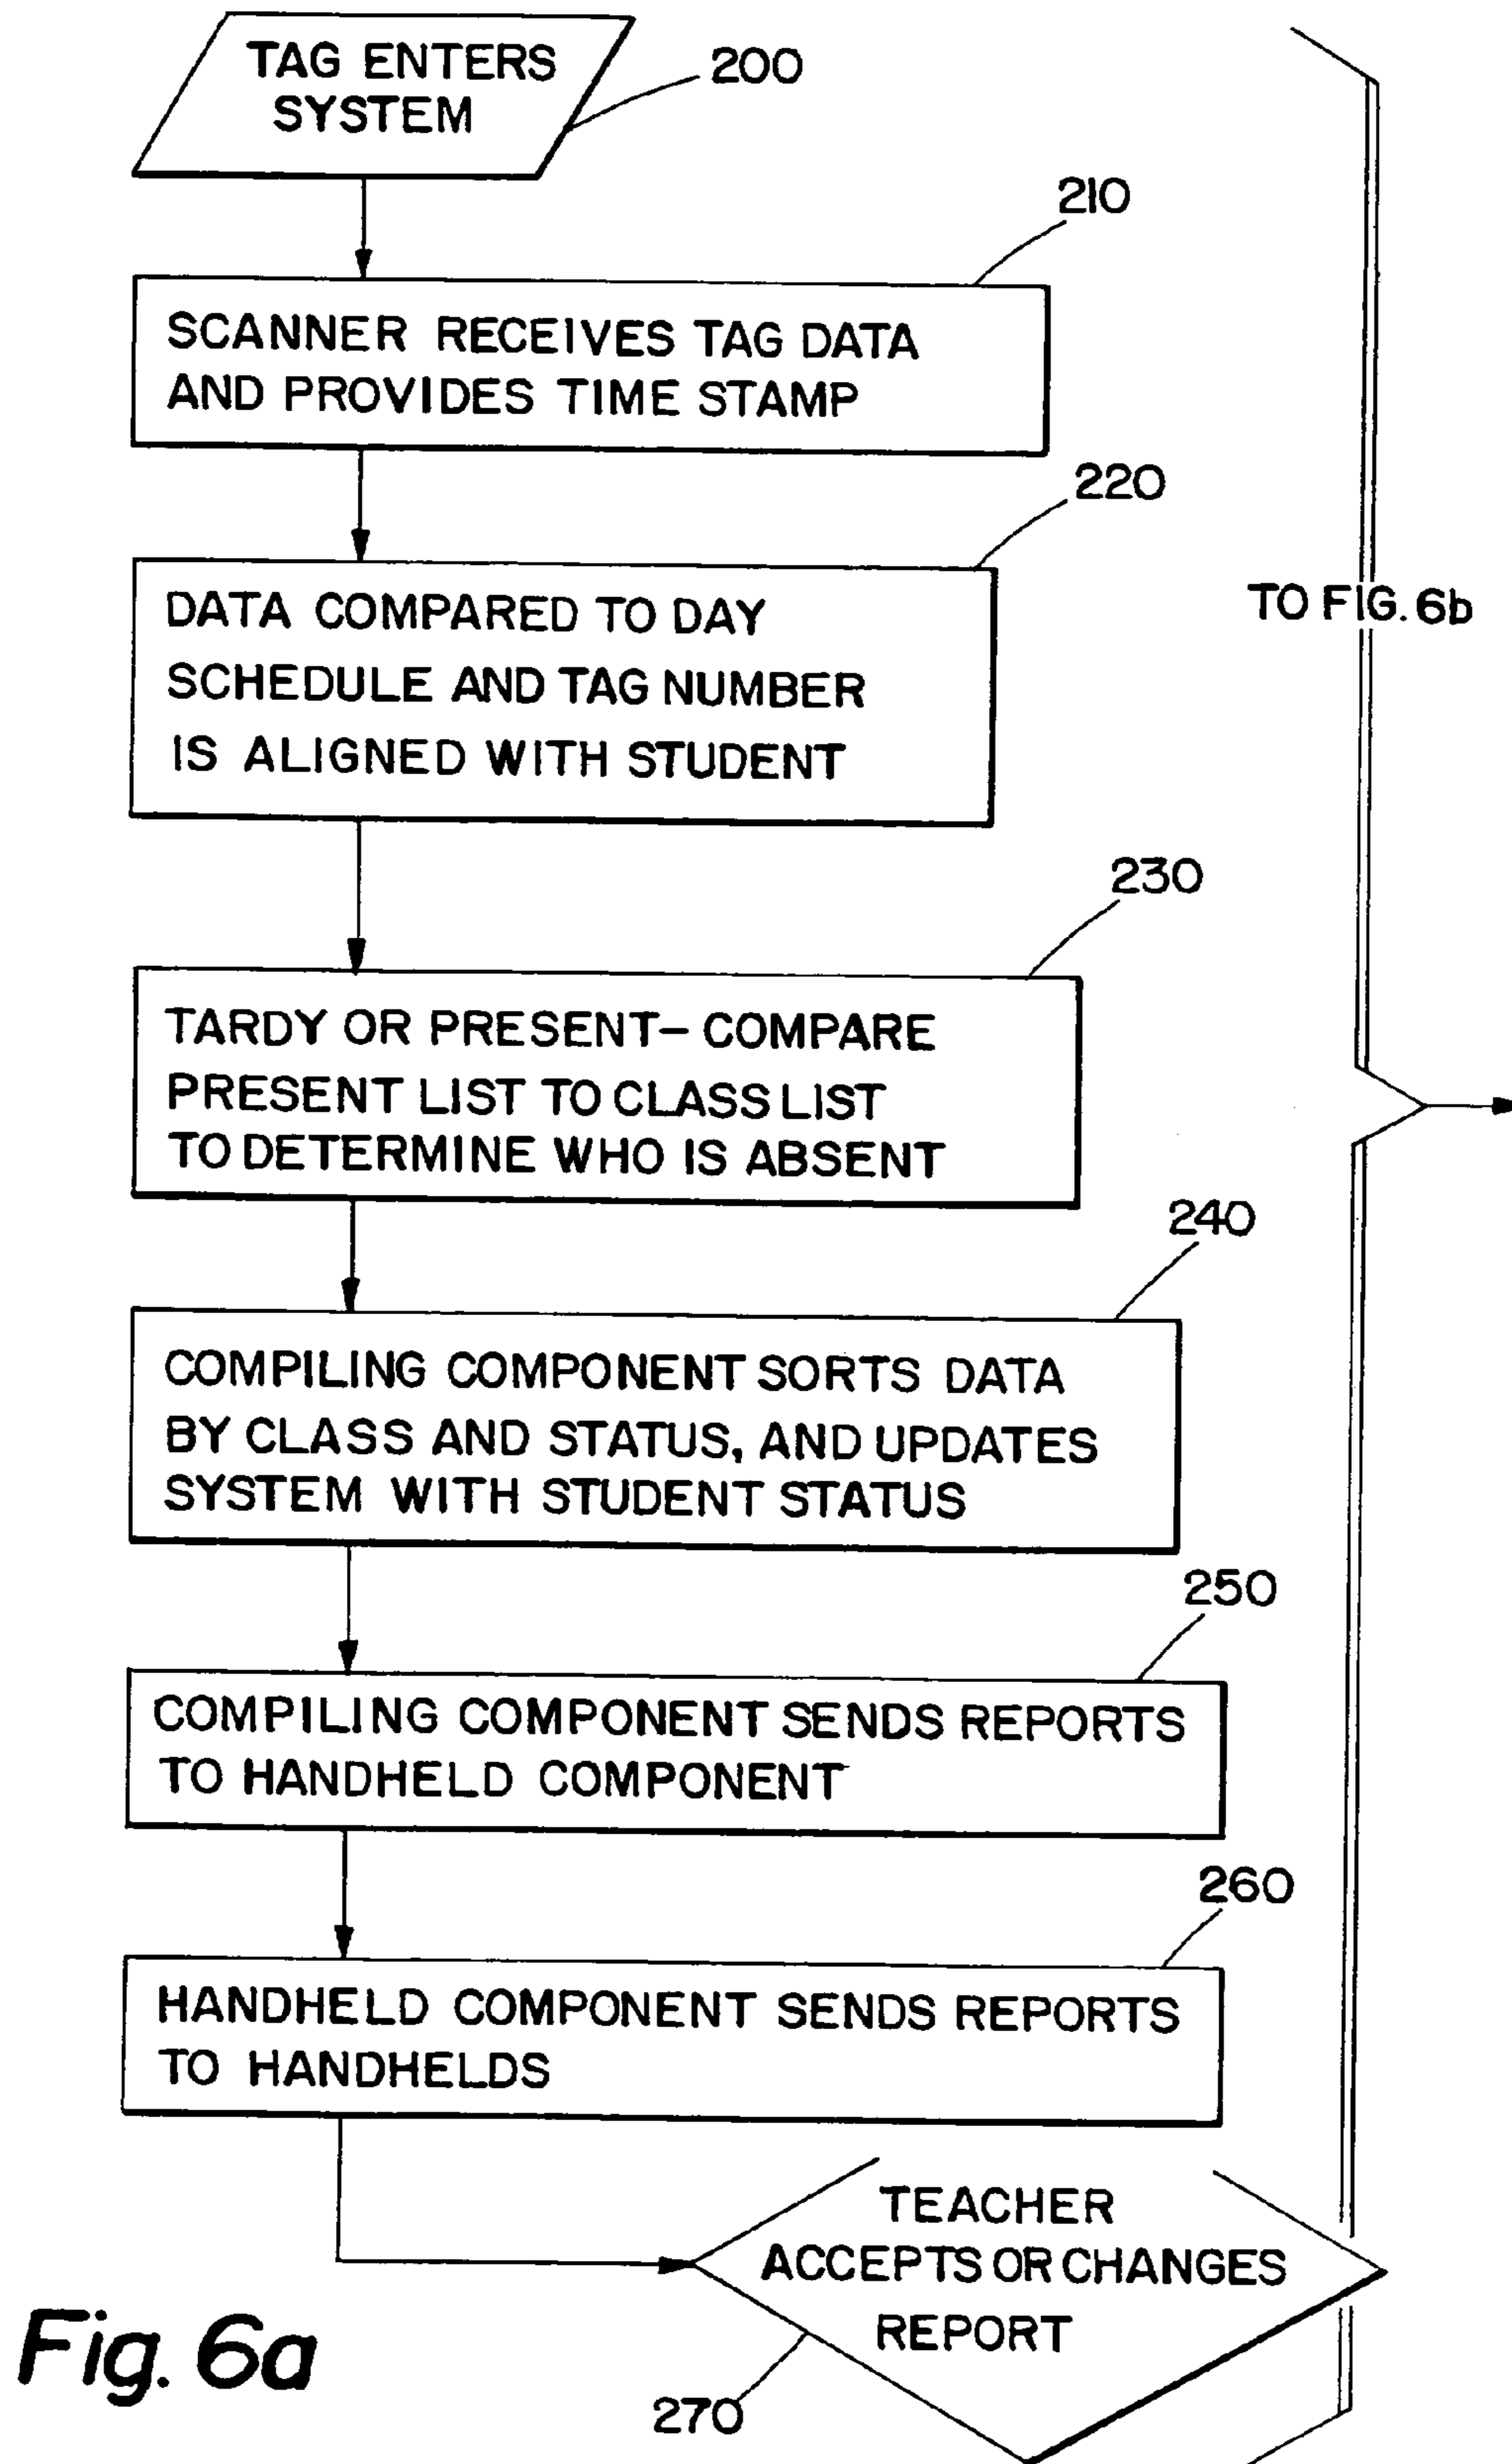 TAG ENTERS
SYSTEM
200
210
SCANNER RECEIVES TAG DATA
AND PROVIDES TIME STAMP
220
DATA COMPARED TO DAY
SCHEDULE AND TAG NUMBER
IS ALIGNED WITH STUDENT
TO FIG. 6b
230
TARDY OR PRESENT– COMPARE
PRESENT LIST TO CLASS LIST
TO DETERMINE WHO IS ABSENT
240
COMPILING COMPONENT SORTS DATA
BY CLASS AND STATUS, AND UPDATES
SYSTEM WITH STUDENT STATUS
250
COMPILING COMPONENT SENDS REPORTS
TO HANDHELD COMPONENT
260
HANDHELD COMPONENT SENDS REPORTS
TO HANDHELDS
TEACHER
ACCEPTS OR CHANGES
REPORT
270
Fig. 6a